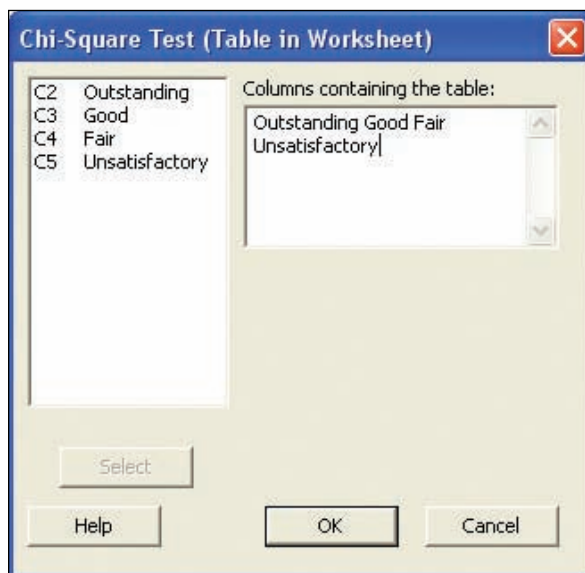 Chi-Square Test (Table in Worksheet)
C2 Outstanding
C3 Good
C4 Fair
C5 Unsatisfactory
Columns containing the table:
Outstanding Good Fair
Unsatisfactory
Select
Help
OK
Cancel